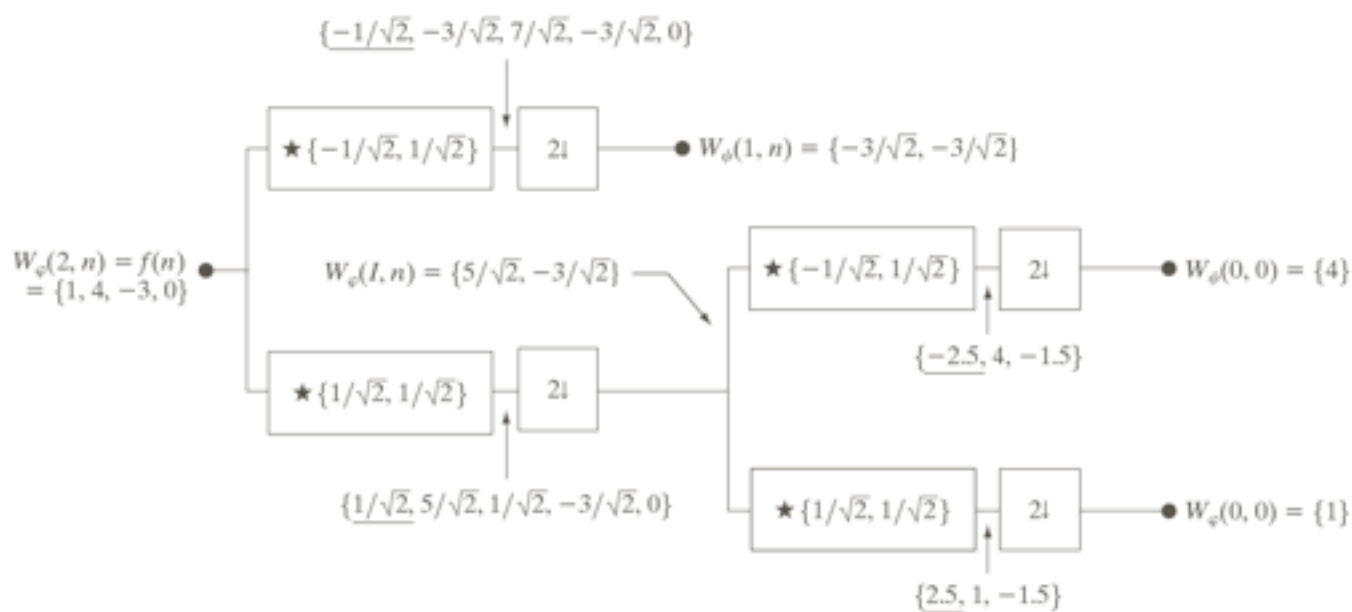 {−1/√2, −3/√2, 7/√2, −3/√2, 0}
★ {−1/√2, 1/√2}
2↓
W_ψ(1, n) = {−3/√2, −3/√2}
W_φ(2, n) = f(n)
= {1, 4, −3, 0}
W_φ(I, n) = {5/√2, −3/√2}
★ {−1/√2, 1/√2}
2↓
W_ψ(0, 0) = {4}
{−2.5, 4, −1.5}
★ {1/√2, 1/√2}
2↓
{1/√2, 5/√2, 1/√2, −3/√2, 0}
★ {1/√2, 1/√2}
2↓
W_φ(0, 0) = {1}
{2.5, 1, −1.5}